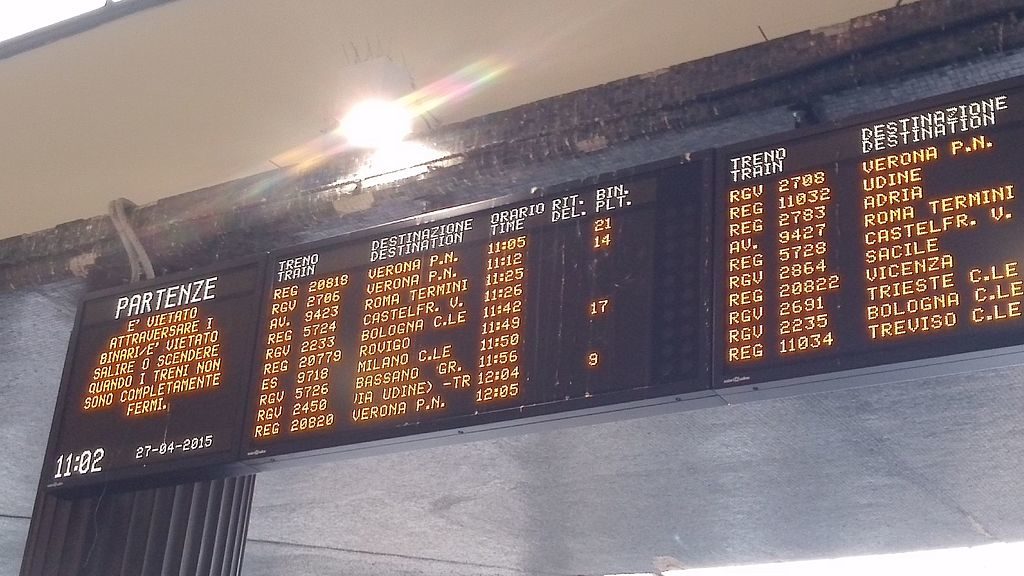 PARTENZE
E' VIETATO
ATTRAVERSARE I
BINARI/E' VIETATO
SALIRE O SCENDERE
QUANDO I TRENI NON
SONO COMPLETAMENTE
FERMI.
11:02 27-04-2015
TRENO DESTINAZIONE ORARIO RIT. BIN.
TRAIN DESTINATION TIME DEL. PLT.
REG 20818 VERONA P.N. 11:05 21
RGV 2706 VERONA P.N. 11:12 14
AV. 9423 ROMA TERMINI 11:25
REG 5724 CASTELFR. V. 11:26
RGV 2233 BOLOGNA C.LE 11:42
REG 20779 ROVIGO 11:49 17
ES 9718 MILANO C.LE 11:50
RGV 5726 BASSANO GR. 11:56
RGV 2450 VIA UDINE) -TR 12:04 9
REG 20820 VERONA P.N. 12:05
TRENO DESTINAZIONE
TRAIN DESTINATION
RGV 2708 VERONA P.N.
REG 11032 UDINE
REG 2783 ADRIA
AV. 9427 ROMA TERMINI
REG 5728 CASTELFR. V.
RGV 2864 SACILE
REG 20822 VICENZA
RGV 2691 TRIESTE C.LE
RGV 2235 BOLOGNA C.LE
REG 11034 TREVISO C.LE